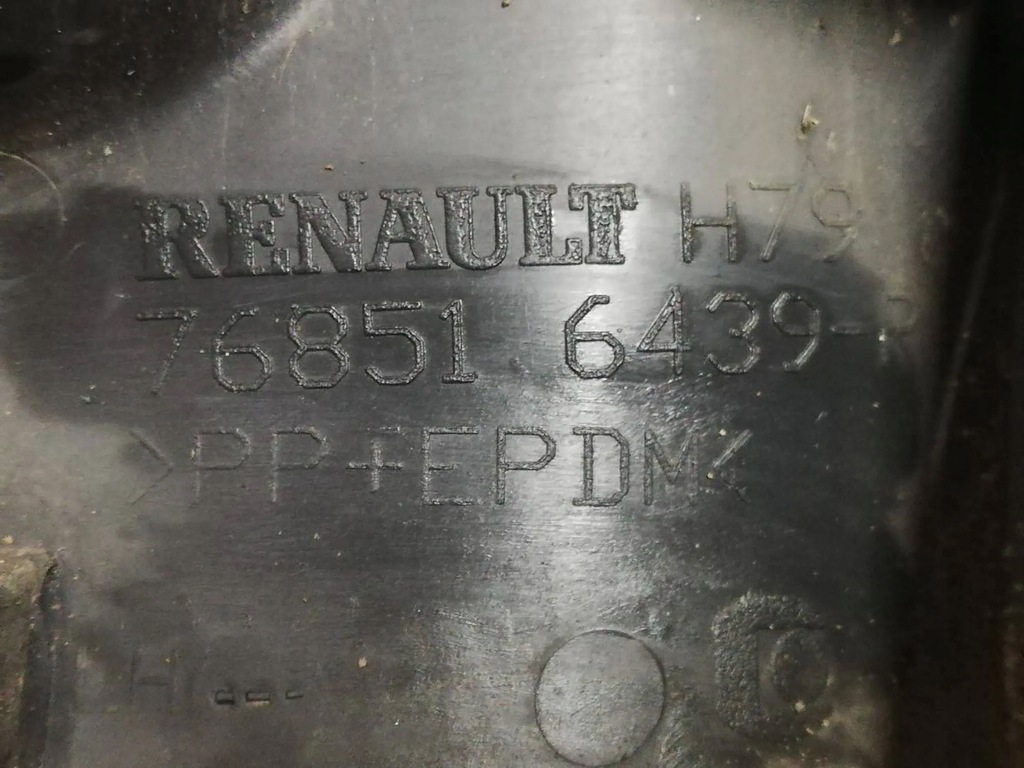 RENAULT H79
76851 6439-R
>PP+EPDM<